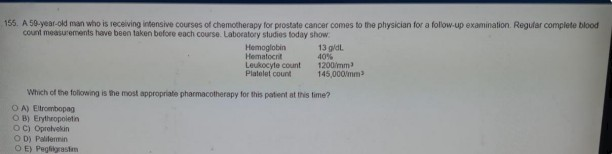 155. A 59-year-old man who is receiving intensive courses of chemotherapy for prostate cancer comes to the physician for a follow-up examination. Regular complete blood
count measurements have been taken before each course. Laboratory studies today show:
Hemoglobin 13 g/dL
Hematocrit 40%
Leukocyte count 1200/mm³
Platelet count 145,000/mm³
Which of the following is the most appropriate pharmacotherapy for this patient at this time?
A) Eltrombopag
B) Erythropoietin
C) Oprelvekin
D) Palifermin
E) Pegfilgrastim